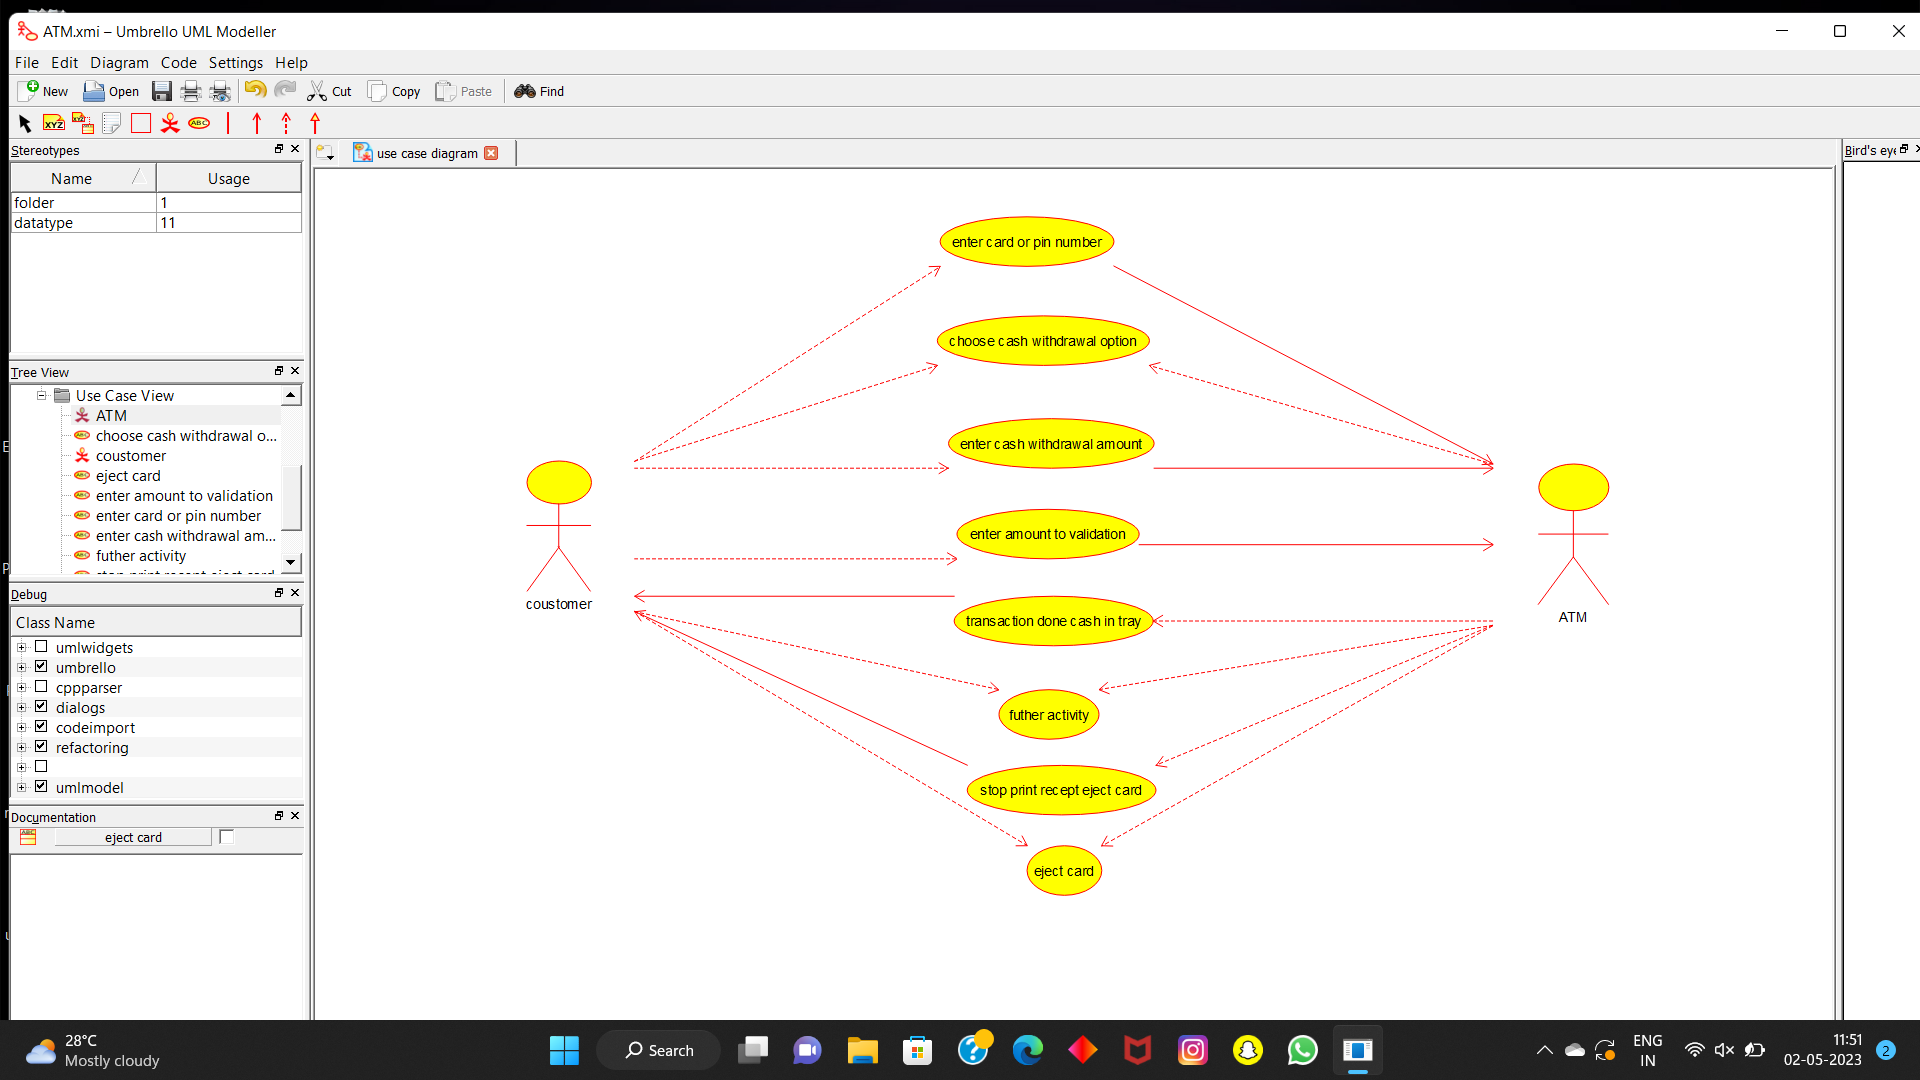 ATM.xmi – Umbrello UML Modeller
File Edit Diagram Code Settings Help
New Open Cut Copy Paste Find
XYZ XYZ ABC
Stereotypes
Name Usage
folder 1
datatype 11
Tree View
Use Case View
ATM
choose cash withdrawal o...
coustomer
eject card
enter amount to validation
enter card or pin number
enter cash withdrawal am...
futher activity
Debug
Class Name
umlwidgets
umbrello
cppparser
dialogs
codeimport
refactoring
umlmodel
Documentation
eject card
use case diagram
Bird's eye
enter card or pin number
choose cash withdrawal option
enter cash withdrawal amount
enter amount to validation
transaction done cash in tray
futher activity
stop print recept eject card
eject card
coustomer
ATM
28°C
Mostly cloudy
Search
ENG
IN
11:51
02-05-2023
2